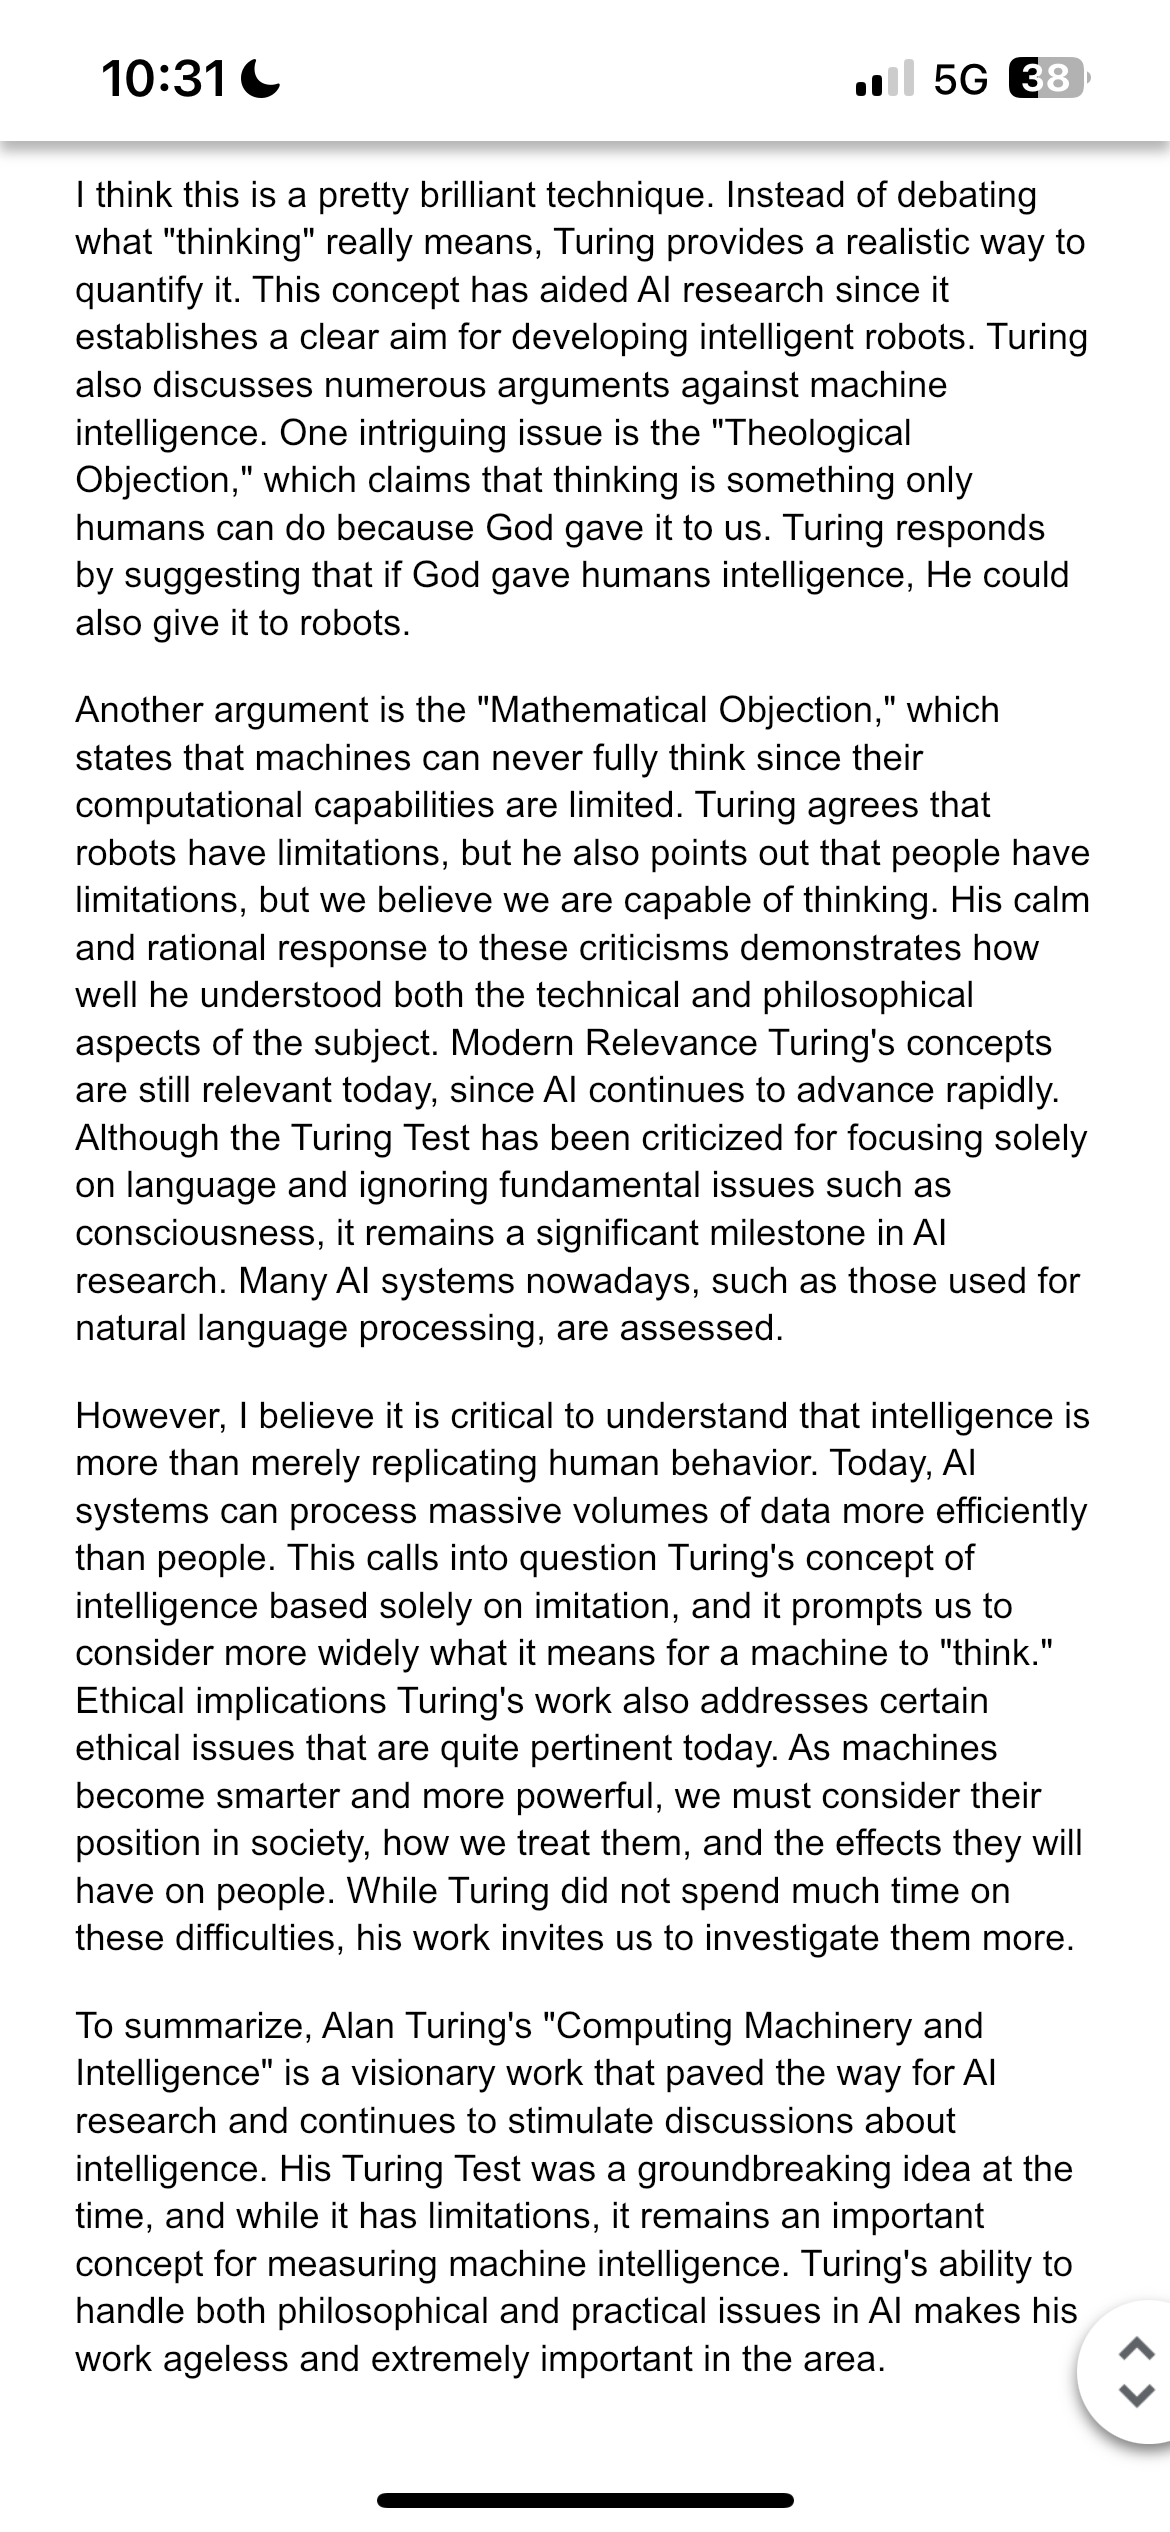 10:31
5G
38
I think this is a pretty brilliant technique. Instead of debating
what "thinking" really means, Turing provides a realistic way to
quantify it. This concept has aided AI research since it
establishes a clear aim for developing intelligent robots. Turing
also discusses numerous arguments against machine
intelligence. One intriguing issue is the "Theological
Objection," which claims that thinking is something only
humans can do because God gave it to us. Turing responds
by suggesting that if God gave humans intelligence, He could
also give it to robots.
Another argument is the "Mathematical Objection," which
states that machines can never fully think since their
computational capabilities are limited. Turing agrees that
robots have limitations, but he also points out that people have
limitations, but we believe we are capable of thinking. His calm
and rational response to these criticisms demonstrates how
well he understood both the technical and philosophical
aspects of the subject. Modern Relevance Turing's concepts
are still relevant today, since AI continues to advance rapidly.
Although the Turing Test has been criticized for focusing solely
on language and ignoring fundamental issues such as
consciousness, it remains a significant milestone in AI
research. Many AI systems nowadays, such as those used for
natural language processing, are assessed.
However, I believe it is critical to understand that intelligence is
more than merely replicating human behavior. Today, AI
systems can process massive volumes of data more efficiently
than people. This calls into question Turing's concept of
intelligence based solely on imitation, and it prompts us to
consider more widely what it means for a machine to "think."
Ethical implications Turing's work also addresses certain
ethical issues that are quite pertinent today. As machines
become smarter and more powerful, we must consider their
position in society, how we treat them, and the effects they will
have on people. While Turing did not spend much time on
these difficulties, his work invites us to investigate them more.
To summarize, Alan Turing's "Computing Machinery and
Intelligence" is a visionary work that paved the way for AI
research and continues to stimulate discussions about
intelligence. His Turing Test was a groundbreaking idea at the
time, and while it has limitations, it remains an important
concept for measuring machine intelligence. Turing's ability to
handle both philosophical and practical issues in AI makes his
work ageless and extremely important in the area.